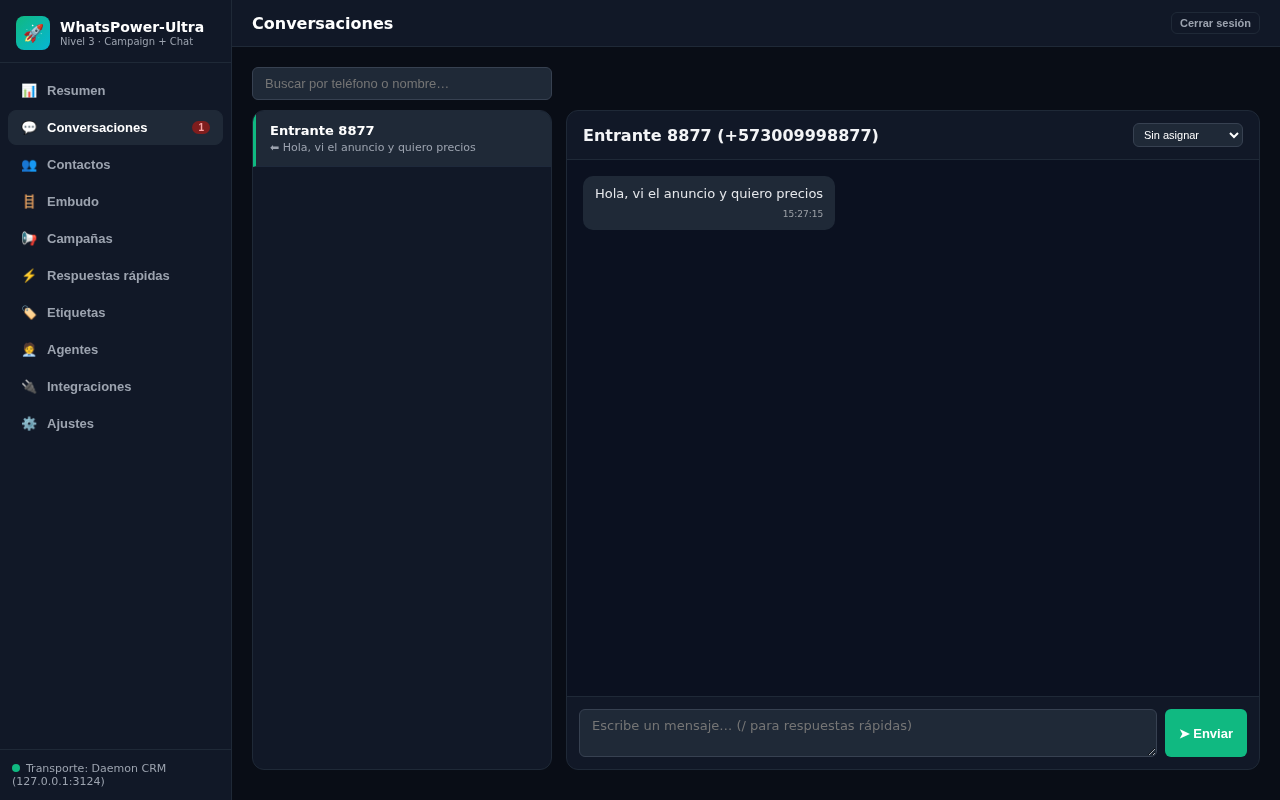 WhatsPower-Ultra
Nivel 3 · Campaign + Chat
Resumen
Conversaciones 1
Contactos
Embudo
Campañas
Respuestas rápidas
Etiquetas
Agentes
Integraciones
Ajustes
Transporte: Daemon CRM
(127.0.0.1:3124)
Conversaciones
Cerrar sesión
Buscar por teléfono o nombre…
Entrante 8877
⬅ Hola, vi el anuncio y quiero precios
Entrante 8877 (+573009998877)
Sin asignar
Hola, vi el anuncio y quiero precios
15:27:15
Escribe un mensaje… (/ para respuestas rápidas)
➤ Enviar